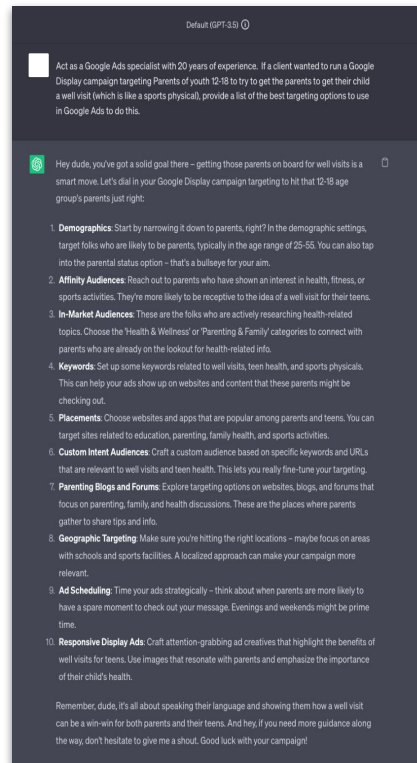 Default (GPT-3.5)
Act as a Google Ads specialist with 20 years of experience. If a client wanted to run a Google
Display campaign targeting Parents of youth 12-18 to try to get the parents to get their child
a well visit (which is like a sports physical), provide a list of the best targeting options to use
in Google Ads to do this.
Hey dude, you've got a solid goal there – getting those parents on board for well visits is a
smart move. Let's dial in your Google Display campaign targeting to hit that 12-18 age
group's parents just right:
1. Demographics: Start by narrowing it down to parents, right? In the demographic settings,
target folks who are likely to be parents, typically in the age range of 25-55. You can also tap
into the parental status option – that's a bullseye for your aim.
2. Affinity Audiences: Reach out to parents who have shown an interest in health, fitness, or
sports activities. They're more likely to be receptive to the idea of a well visit for their teens.
3. In-Market Audiences: These are the folks who are actively researching health-related
topics. Choose the 'Health & Wellness' or 'Parenting & Family' categories to connect with
parents who are already on the lookout for health-related info.
4. Keywords: Set up some keywords related to well visits, teen health, and sports physicals.
This can help your ads show up on websites and content that these parents might be
checking out.
5. Placements: Choose websites and apps that are popular among parents and teens. You can
target sites related to education, parenting, family health, and sports activities.
6. Custom Intent Audiences: Craft a custom audience based on specific keywords and URLs
that are relevant to well visits and teen health. This lets you really fine-tune your targeting.
7. Parenting Blogs and Forums: Explore targeting options on websites, blogs, and forums that
focus on parenting, family, and health discussions. These are the places where parents
gather to share tips and info.
8. Geographic Targeting: Make sure you're hitting the right locations – maybe focus on areas
with schools and sports facilities. A localized approach can make your campaign more
relevant.
9. Ad Scheduling: Time your ads strategically – think about when parents are more likely to
have a spare moment to check out your message. Evenings and weekends might be prime
time.
10. Responsive Display Ads: Craft attention-grabbing ad creatives that highlight the benefits of
well visits for teens. Use images that resonate with parents and emphasize the importance
of their child's health.
Remember, dude, it's all about speaking their language and showing them how a well visit
can be a win-win for both parents and their teens. And hey, if you need more guidance along
the way, don't hesitate to give me a shout. Good luck with your campaign!